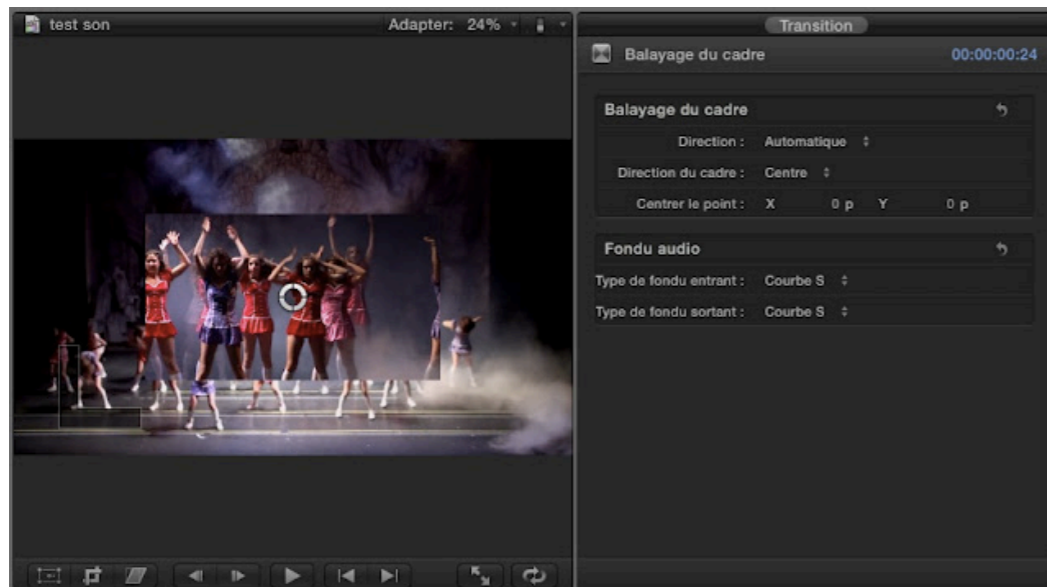 test son
Adapter: 24%
Transition
Balayage du cadre 00:00:00:24
Balayage du cadre
Direction : Automatique
Direction du cadre : Centre
Centrer le point : X 0 p Y 0 p
Fondu audio
Type de fondu entrant : Courbe S
Type de fondu sortant : Courbe S